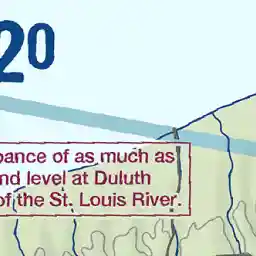 20
pance of as much as
nd level at Duluth
of the St. Louis River.